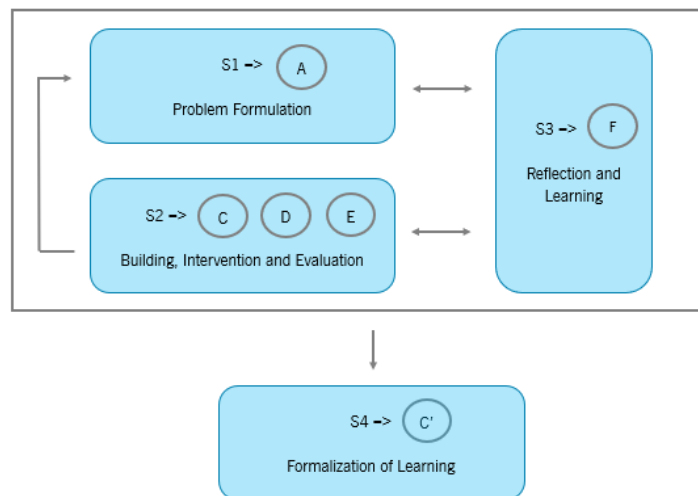 S1 –> A
Problem Formulation
S2 –> C D E
Building, Intervention and Evaluation
S3 –> F
Reflection and
Learning
S4 –> C'
Formalization of Learning